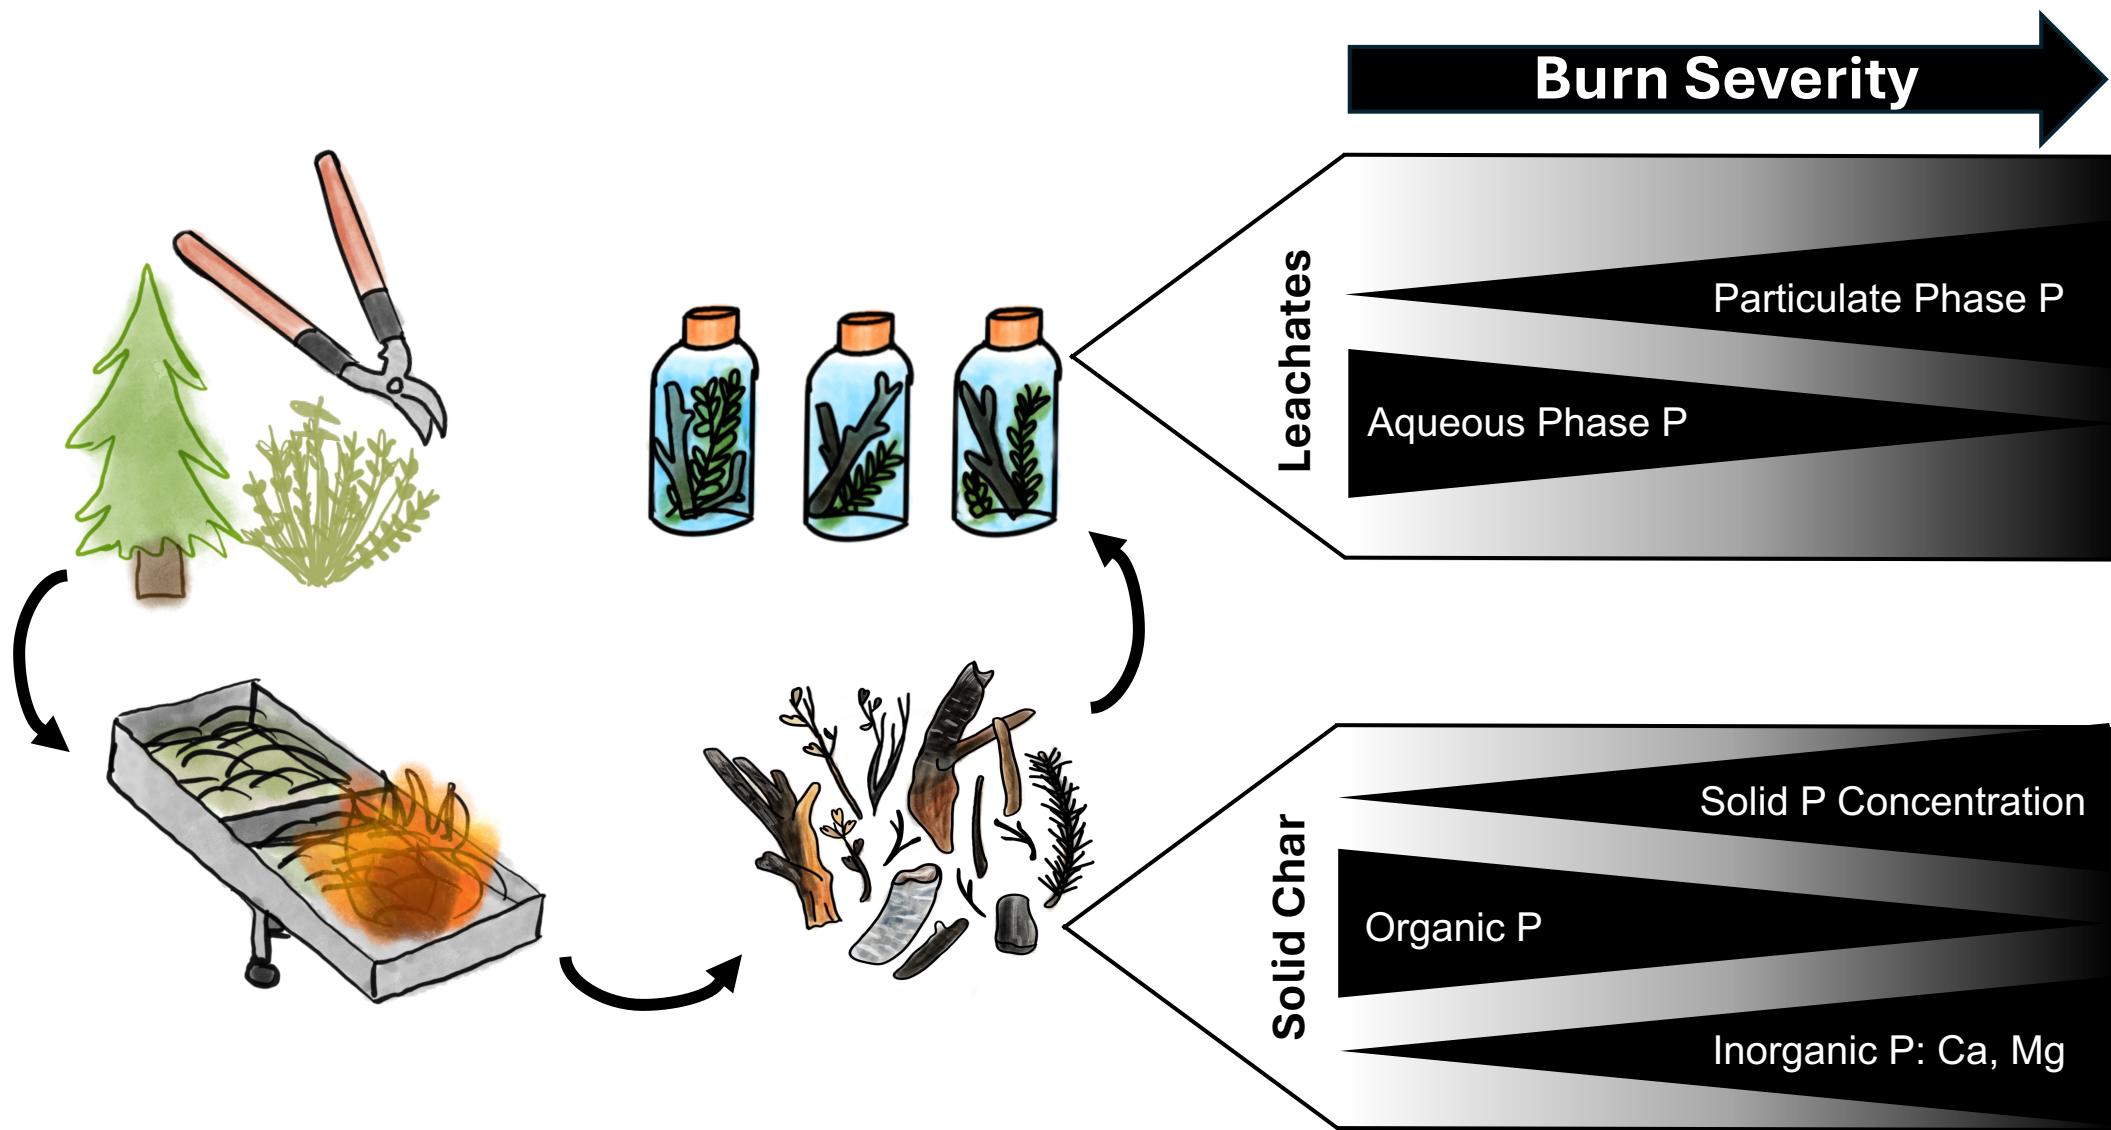 Burn Severity
Leachates
Particulate Phase P
Aqueous Phase P
Solid Char
Solid P Concentration
Organic P
Inorganic P: Ca, Mg